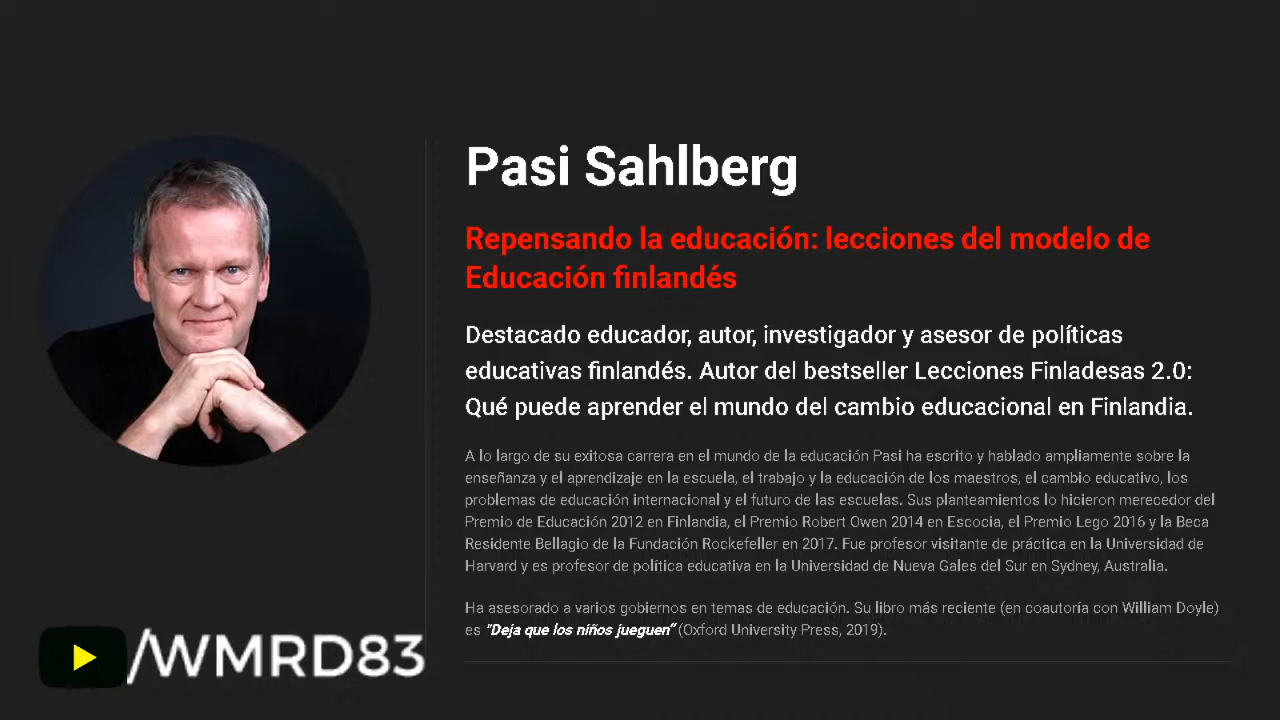 Pasi Sahlberg
Repensando la educación: lecciones del modelo de
Educación finlandés
Destacado educador, autor, investigador y asesor de políticas
educativas finlandés. Autor del bestseller Lecciones Finladesas 2.0:
Qué puede aprender el mundo del cambio educacional en Finlandia.
A lo largo de su exitosa carrera en el mundo de la educación Pasi ha escrito y hablado ampliamente sobre la
enseñanza y el aprendizaje en la escuela, el trabajo y la educación de los maestros, el cambio educativo, los
problemas de educación internacional y el futuro de las escuelas. Sus planteamientos lo hicieron merecedor del
Premio de Educación 2012 en Finlandia, el Premio Robert Owen 2014 en Escocia, el Premio Lego 2016 y la Beca
Residente Bellagio de la Fundación Rockefeller en 2017. Fue profesor visitante de práctica en la Universidad de
Harvard y es profesor de política educativa en la Universidad de Nueva Gales del Sur en Sydney, Australia.
Ha asesorado a varios gobiernos en temas de educación. Su libro más reciente (en coautoría con William Doyle)
es "Deja que los niños jueguen" (Oxford University Press, 2019).
/WMRD83